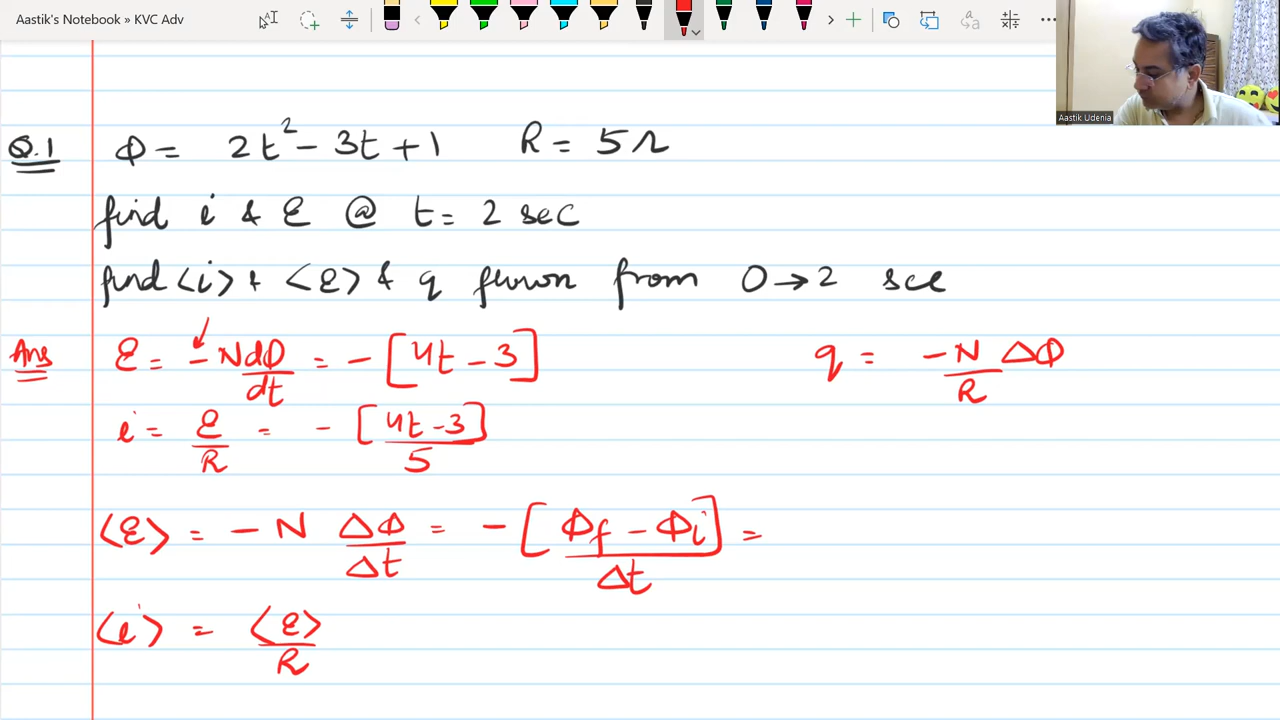 Aastik's Notebook » KVC Adv
Aastik Udenia
Q.1 Φ = 2t² - 3t + 1 R = 5Ω
find i & ε @ t = 2 sec
find <i> & <ε> & q flown from 0→2 sec
Ans ε = -N dΦ/dt = -[4t - 3] q = -N/R ΔΦ
i = ε/R = -[4t-3]/5
<ε> = -N ΔΦ/Δt = -[Φf - Φi]/Δt =
<i> = <ε>/R